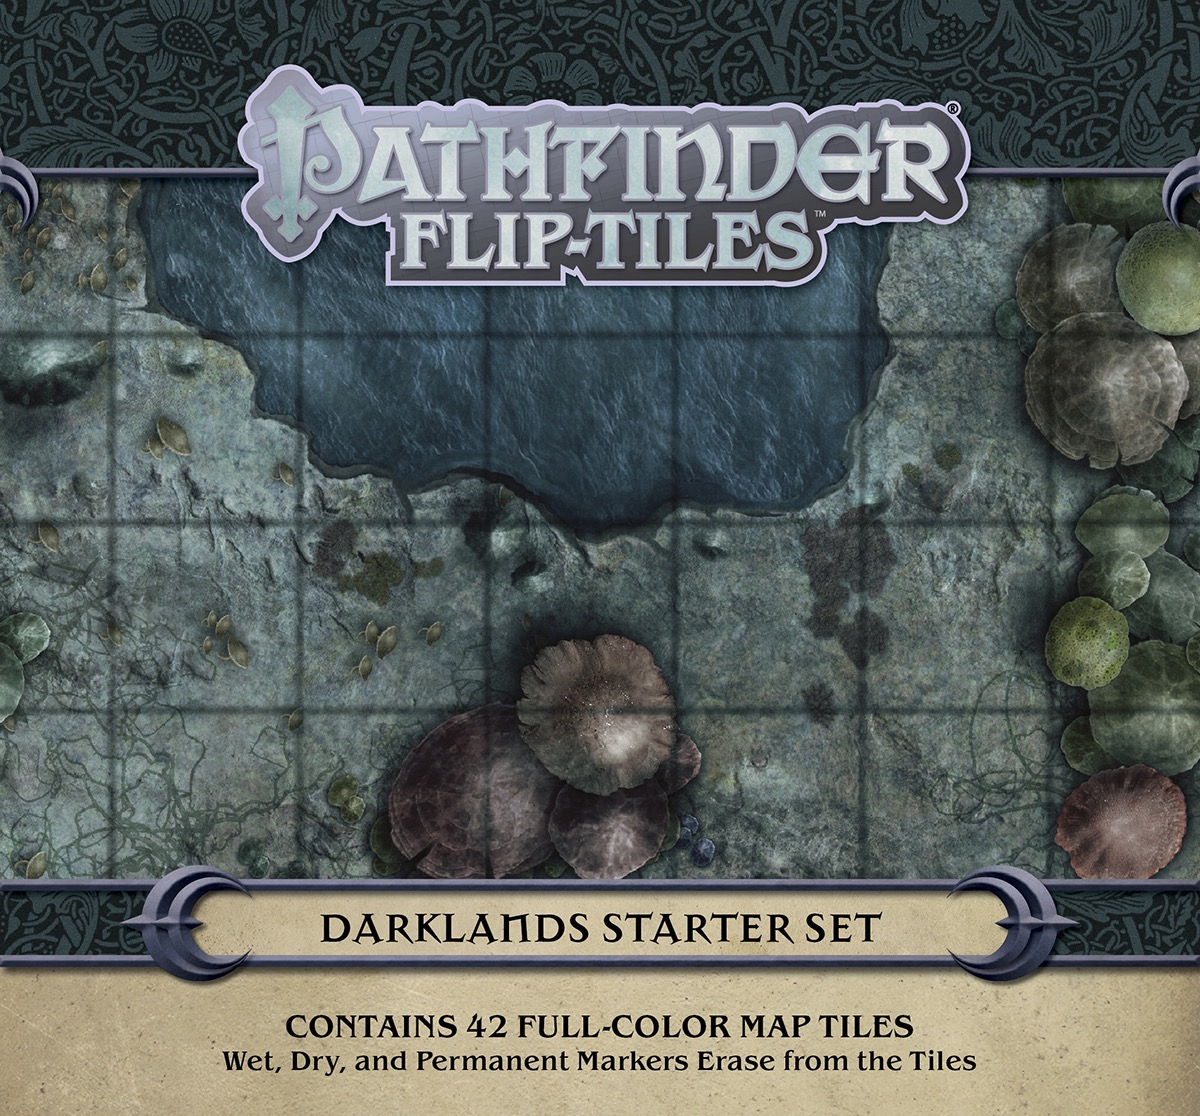 PATHFINDER®
FLIP-TILES™
DARKLANDS STARTER SET
CONTAINS 42 FULL-COLOR MAP TILES
Wet, Dry, and Permanent Markers Erase from the Tiles